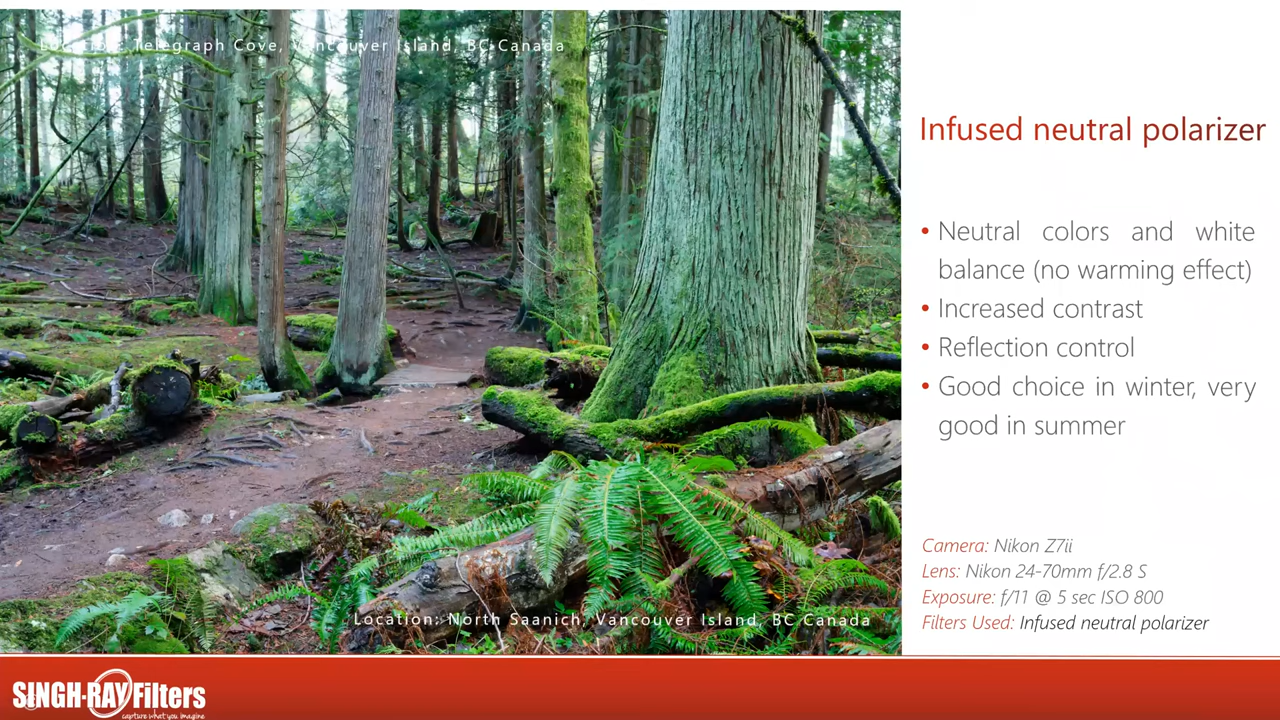 Location: Telegraph Cove, Vancouver Island, BC Canada
Infused neutral polarizer
• Neutral colors and white
balance (no warming effect)
• Increased contrast
• Reflection control
• Good choice in winter, very
good in summer
Camera: Nikon Z7ii
Lens: Nikon 24-70mm f/2.8 S
Exposure: f/11 @ 5 sec ISO 800
Filters Used: Infused neutral polarizer
Location: North Saanich, Vancouver Island, BC Canada
SINGH-RAY Filters
capture what you imagine